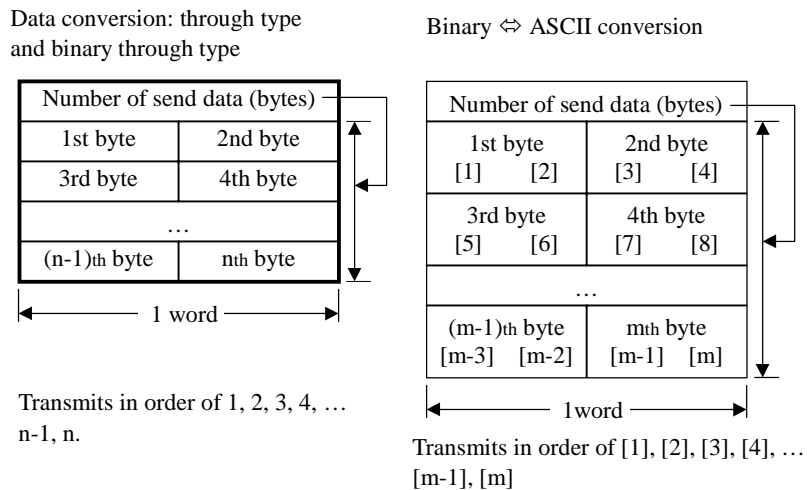 Data conversion: through type
and binary through type
Number of send data (bytes)
1st byte 2nd byte
3rd byte 4th byte
…
(n-1)th byte nth byte
1 word
Transmits in order of 1, 2, 3, 4, …
n-1, n.
Binary ⇔ ASCII conversion
Number of send data (bytes)
1st byte 2nd byte
[1] [2] [3] [4]
3rd byte 4th byte
[5] [6] [7] [8]
…
(m-1)th byte mth byte
[m-3] [m-2] [m-1] [m]
1word
Transmits in order of [1], [2], [3], [4], …
[m-1], [m]